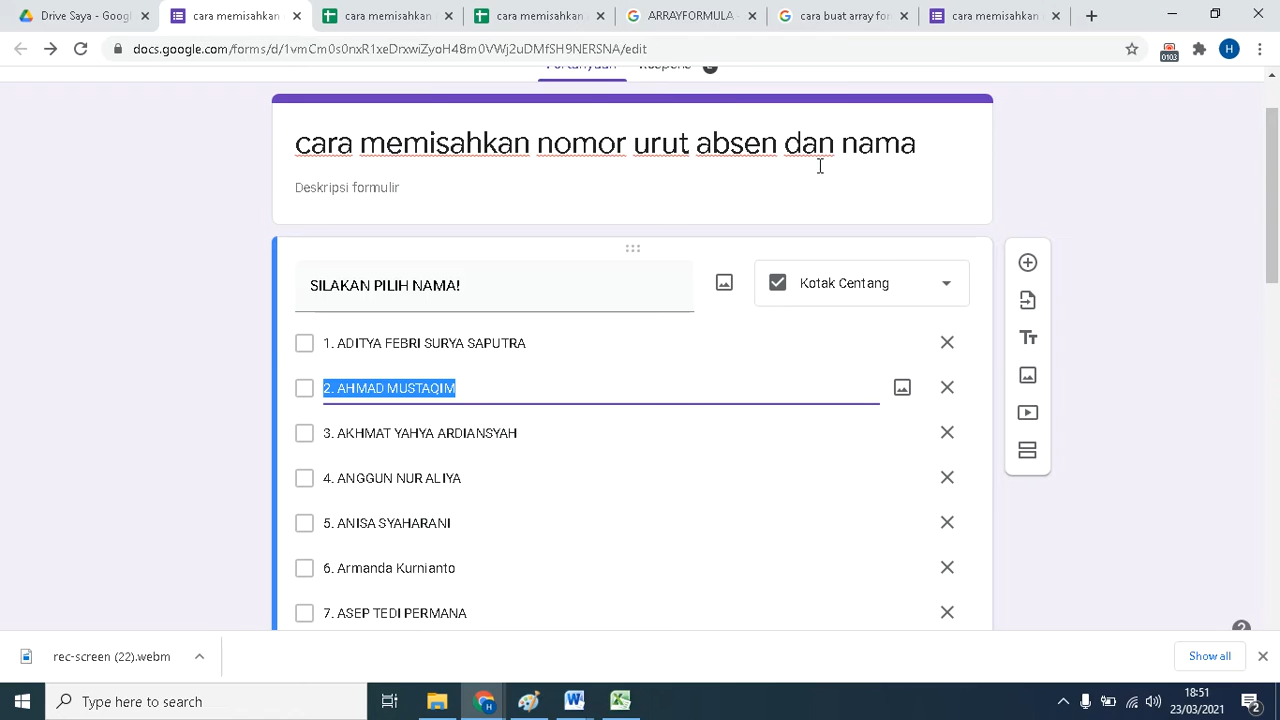 Drive Saya - Googl
cara memisahkan
cara memisahkan
cara memisahkan
ARRAYFORMULA -
cara buat array fo
cara memisahkan
docs.google.com/forms/d/1vmCm0s0nxR1xeDrxwiZyoH48m0VWj2uDMfSH9NERSNA/edit
0103
H
cara memisahkan nomor urut absen dan nama
Deskripsi formulir
SILAKAN PILIH NAMA!
Kotak Centang
1. ADITYA FEBRI SURYA SAPUTRA
2. AHMAD MUSTAQIM
3. AKHMAT YAHYA ARDIANSYAH
4. ANGGUN NUR ALIYA
5. ANISA SYAHARANI
6. Armanda Kurnianto
7. ASEP TEDI PERMANA
rec-screen (22).webm
Show all
Type here to search
18:51
23/03/2021
2